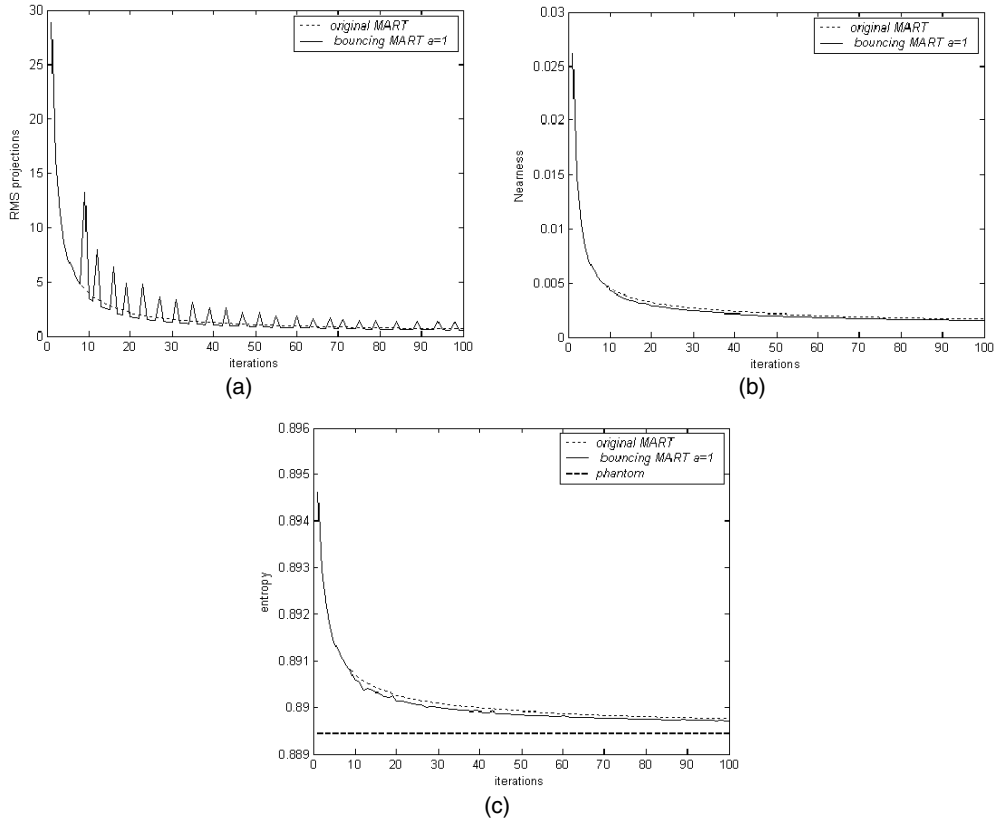 30
25
20
15
10
5
0
RMS projections
original MART
bouncing MART a=1
0 10 20 30 40 50 60 70 80 90 100
iterations
(a)
0.03
0.025
0.02
0.015
0.01
0.005
0
Nearness
original MART
bouncing MART a=1
0 10 20 30 40 50 60 70 80 90 100
iterations
(b)
0.896
0.895
0.894
0.893
0.892
0.891
0.89
0.889
entropy
original MART
bouncing MART a=1
phantom
0 10 20 30 40 50 60 70 80 90 100
iterations
(c)